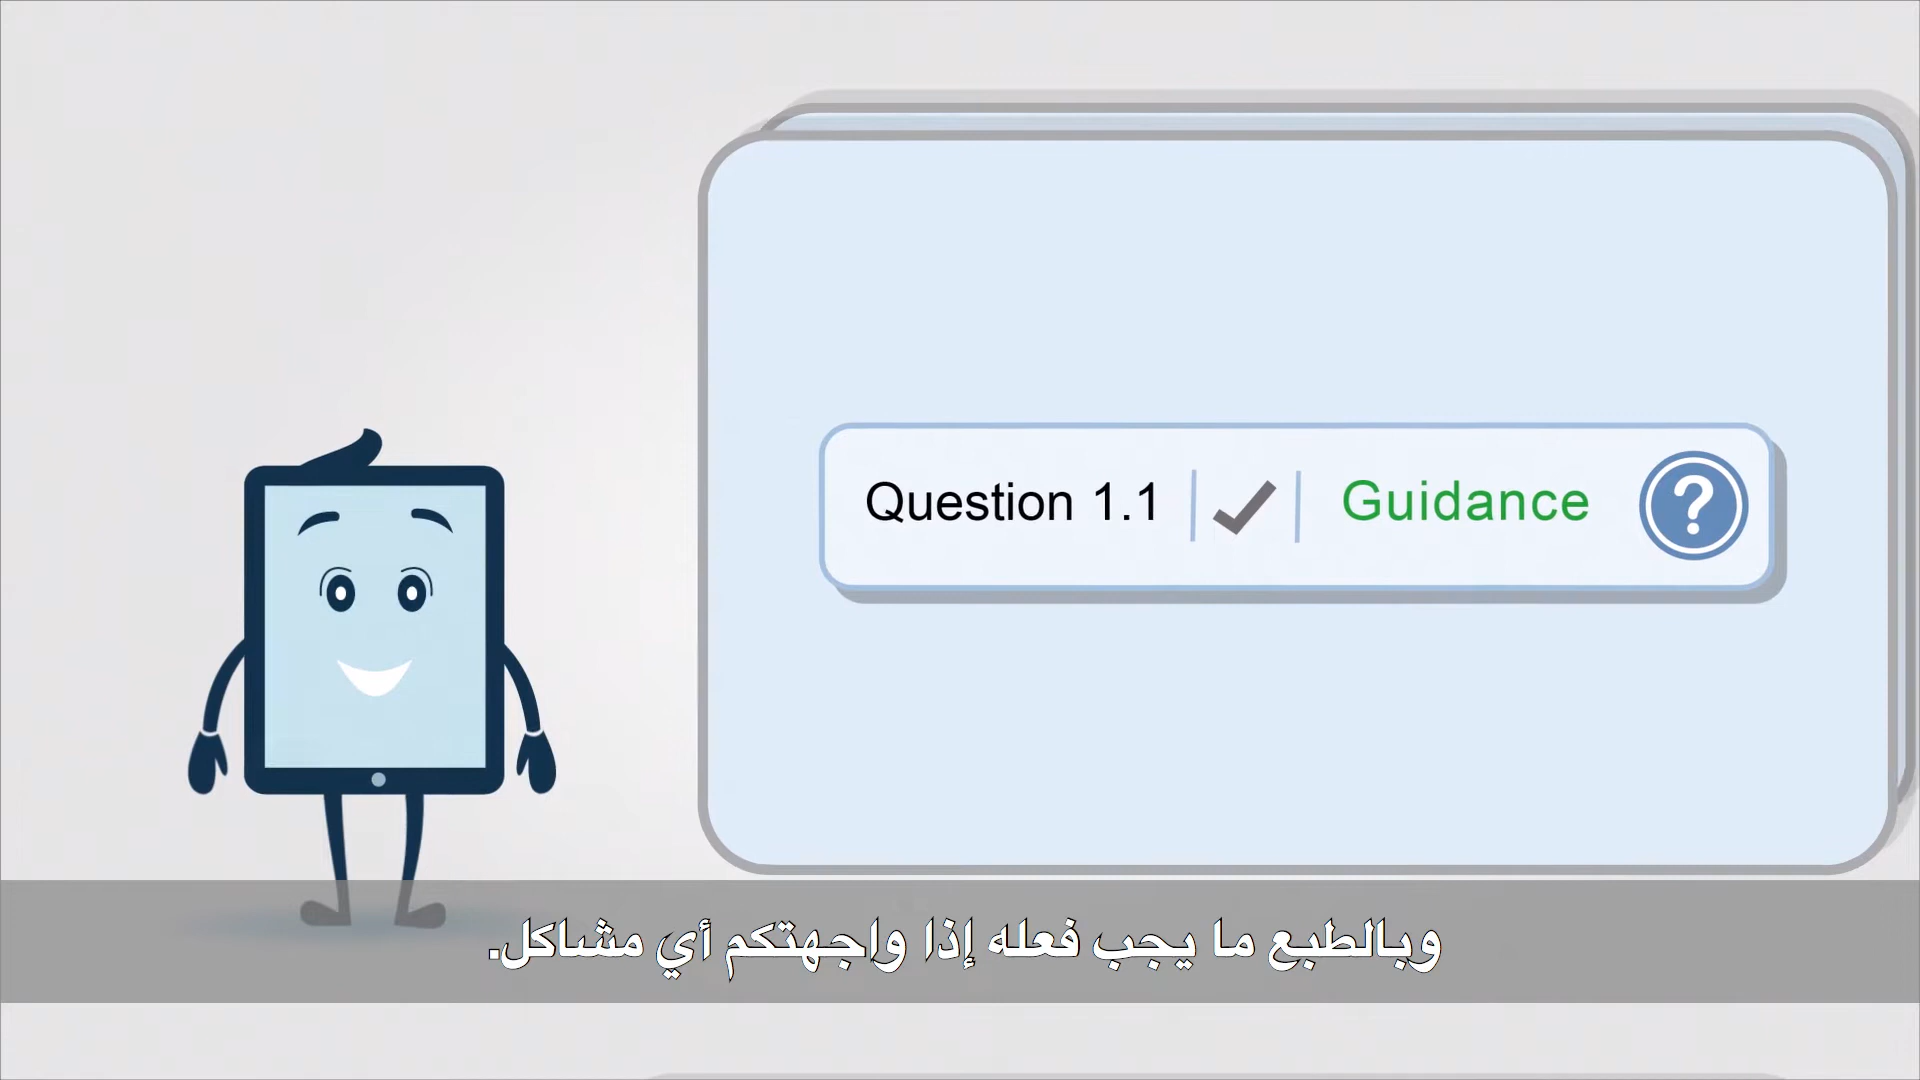 Question 1.1 ✓ Guidance ?
وبالطبع ما يجب فعله إذا واجهتكم أي مشاكل.